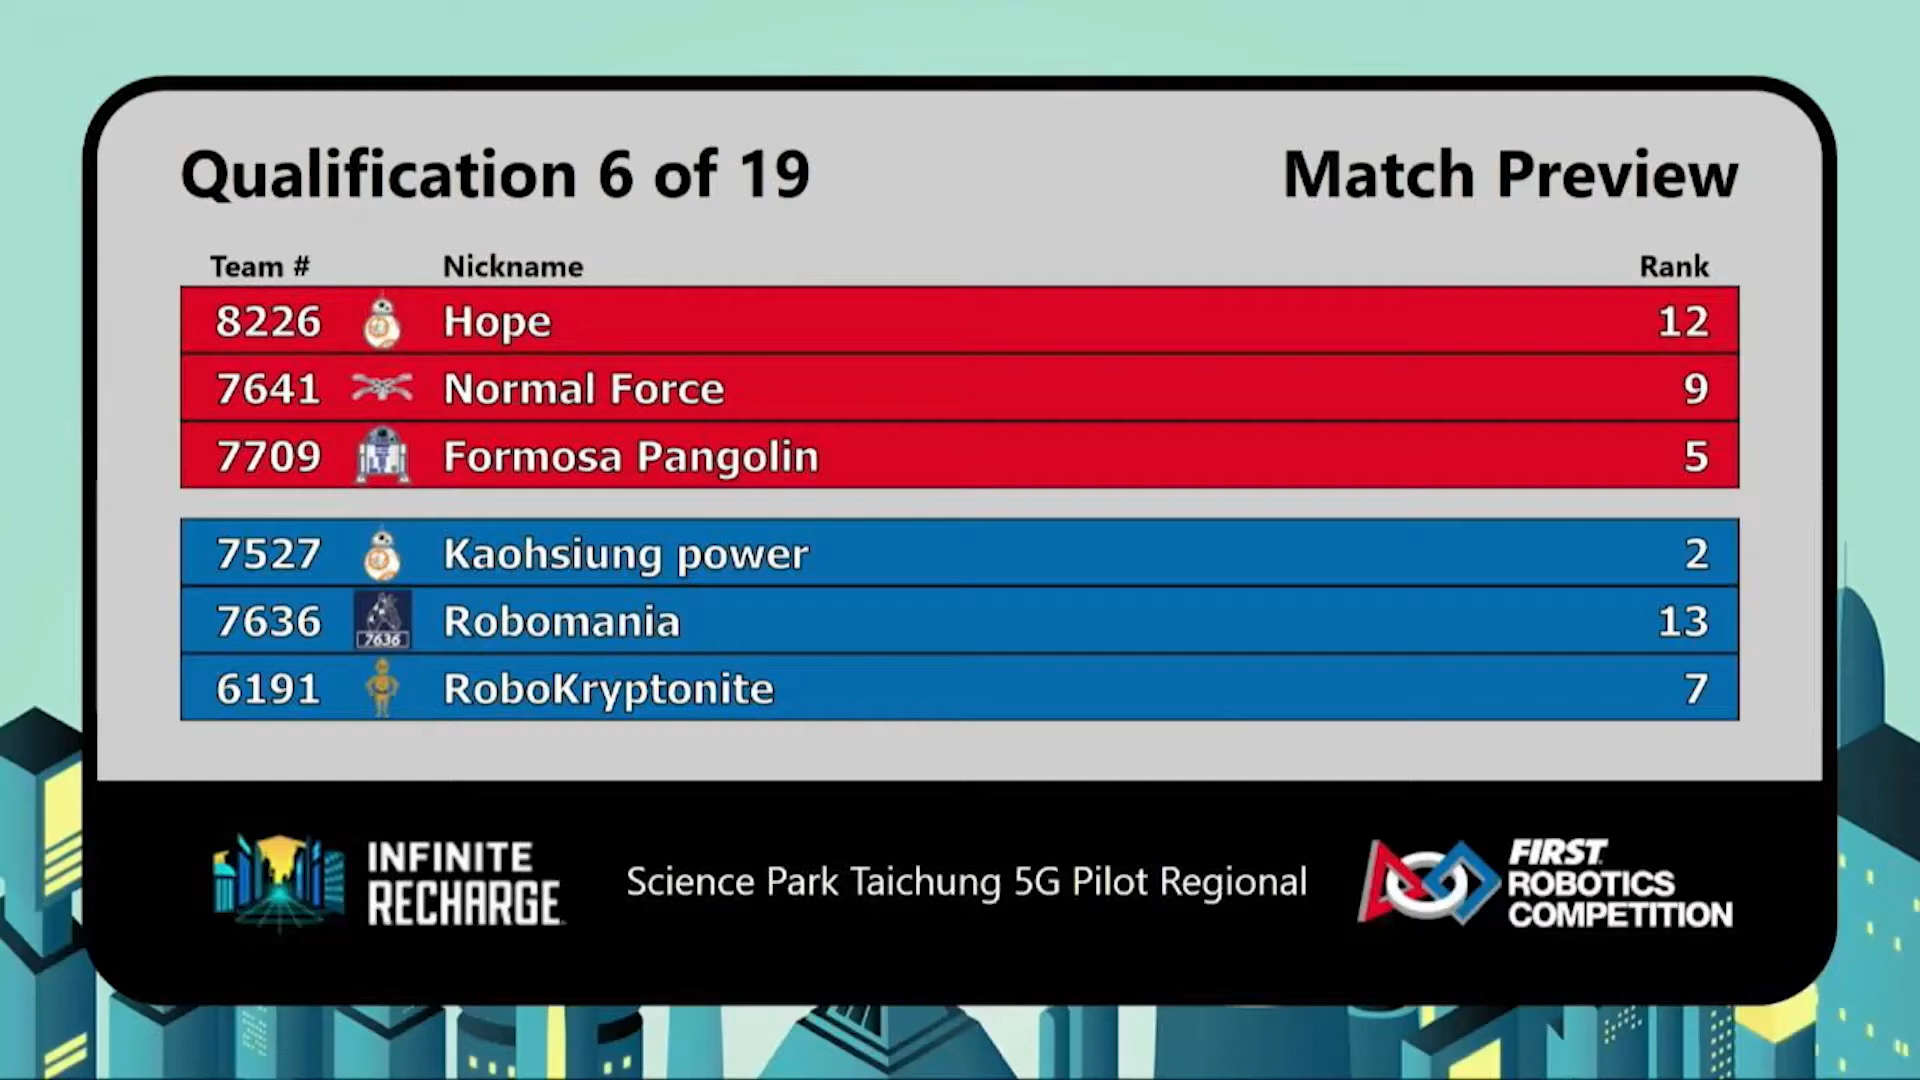 Qualification 6 of 19 Match Preview
Team # Nickname Rank
8226 Hope 12
7641 Normal Force 9
7709 Formosa Pangolin 5
7527 Kaohsiung power 2
7636 7636 Robomania 13
6191 RoboKryptonite 7
INFINITE
RECHARGE
Science Park Taichung 5G Pilot Regional
FIRST
ROBOTICS
COMPETITION